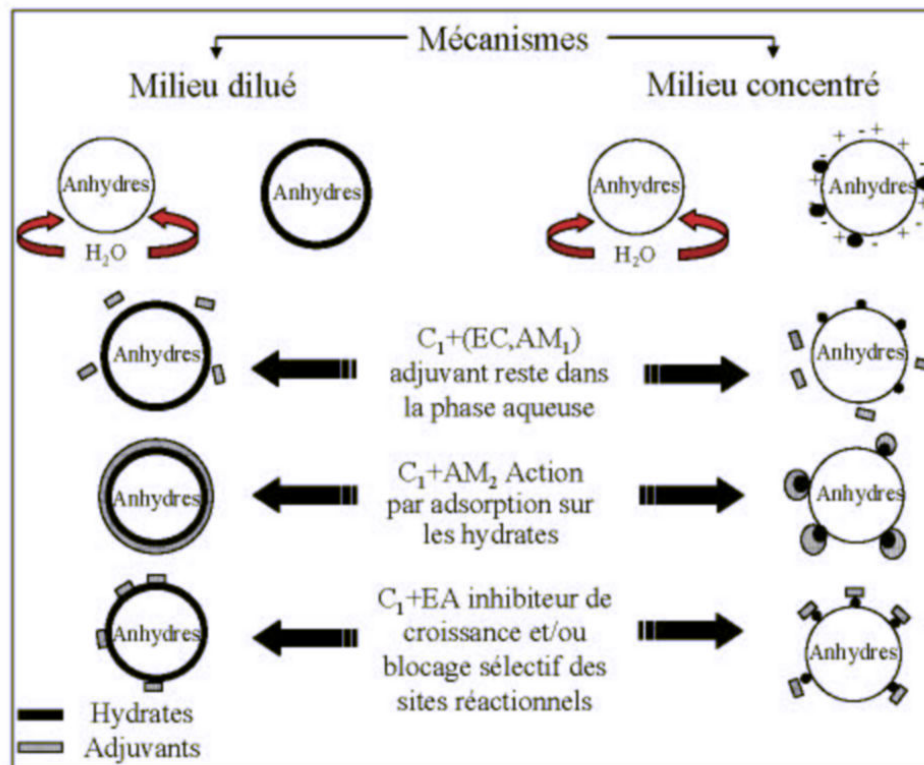 Mécanismes
Milieu dilué
Milieu concentré
Anhydres
Anhydres
Anhydres
Anhydres
H₂O
H₂O
+ - + + - + - + - + - + - +
Anhydres
C₁+(EC,AM₁)
adjuvant reste dans
la phase aqueuse
Anhydres
Anhydres
C₁+AM₂ Action
par adsorption sur
les hydrates
Anhydres
Anhydres
C₁+EA inhibiteur de
croissance et/ou
blocage sélectif des
sites réactionnels
Anhydres
Hydrates
Adjuvants